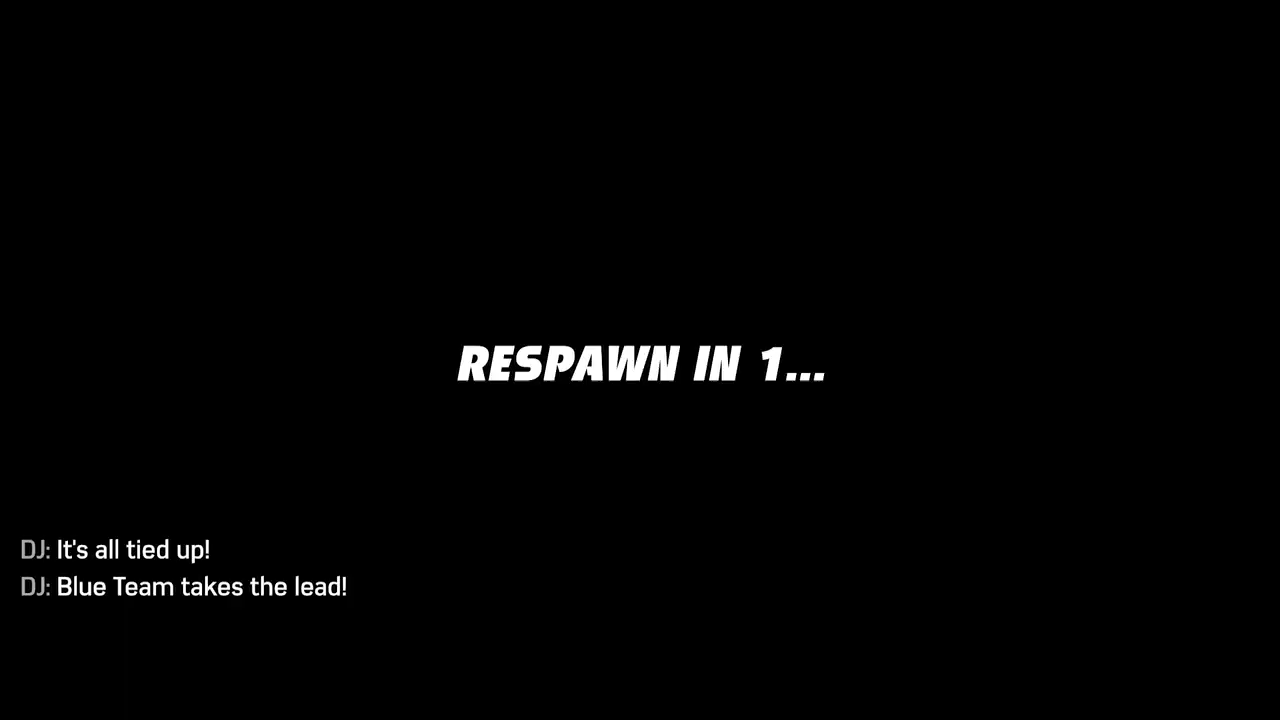 RESPAWN IN 1...
DJ: It's all tied up!
DJ: Blue Team takes the lead!